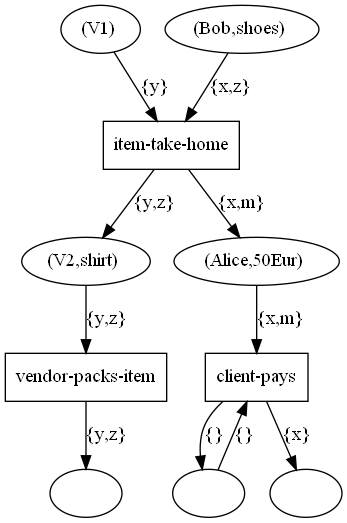 (V1)
(Bob,shoes)
{y}
{x,z}
item-take-home
{y,z}
{x,m}
(V2,shirt)
(Alice,50Eur)
{y,z}
{x,m}
vendor-packs-item
client-pays
{y,z}
{}
{}
{x}